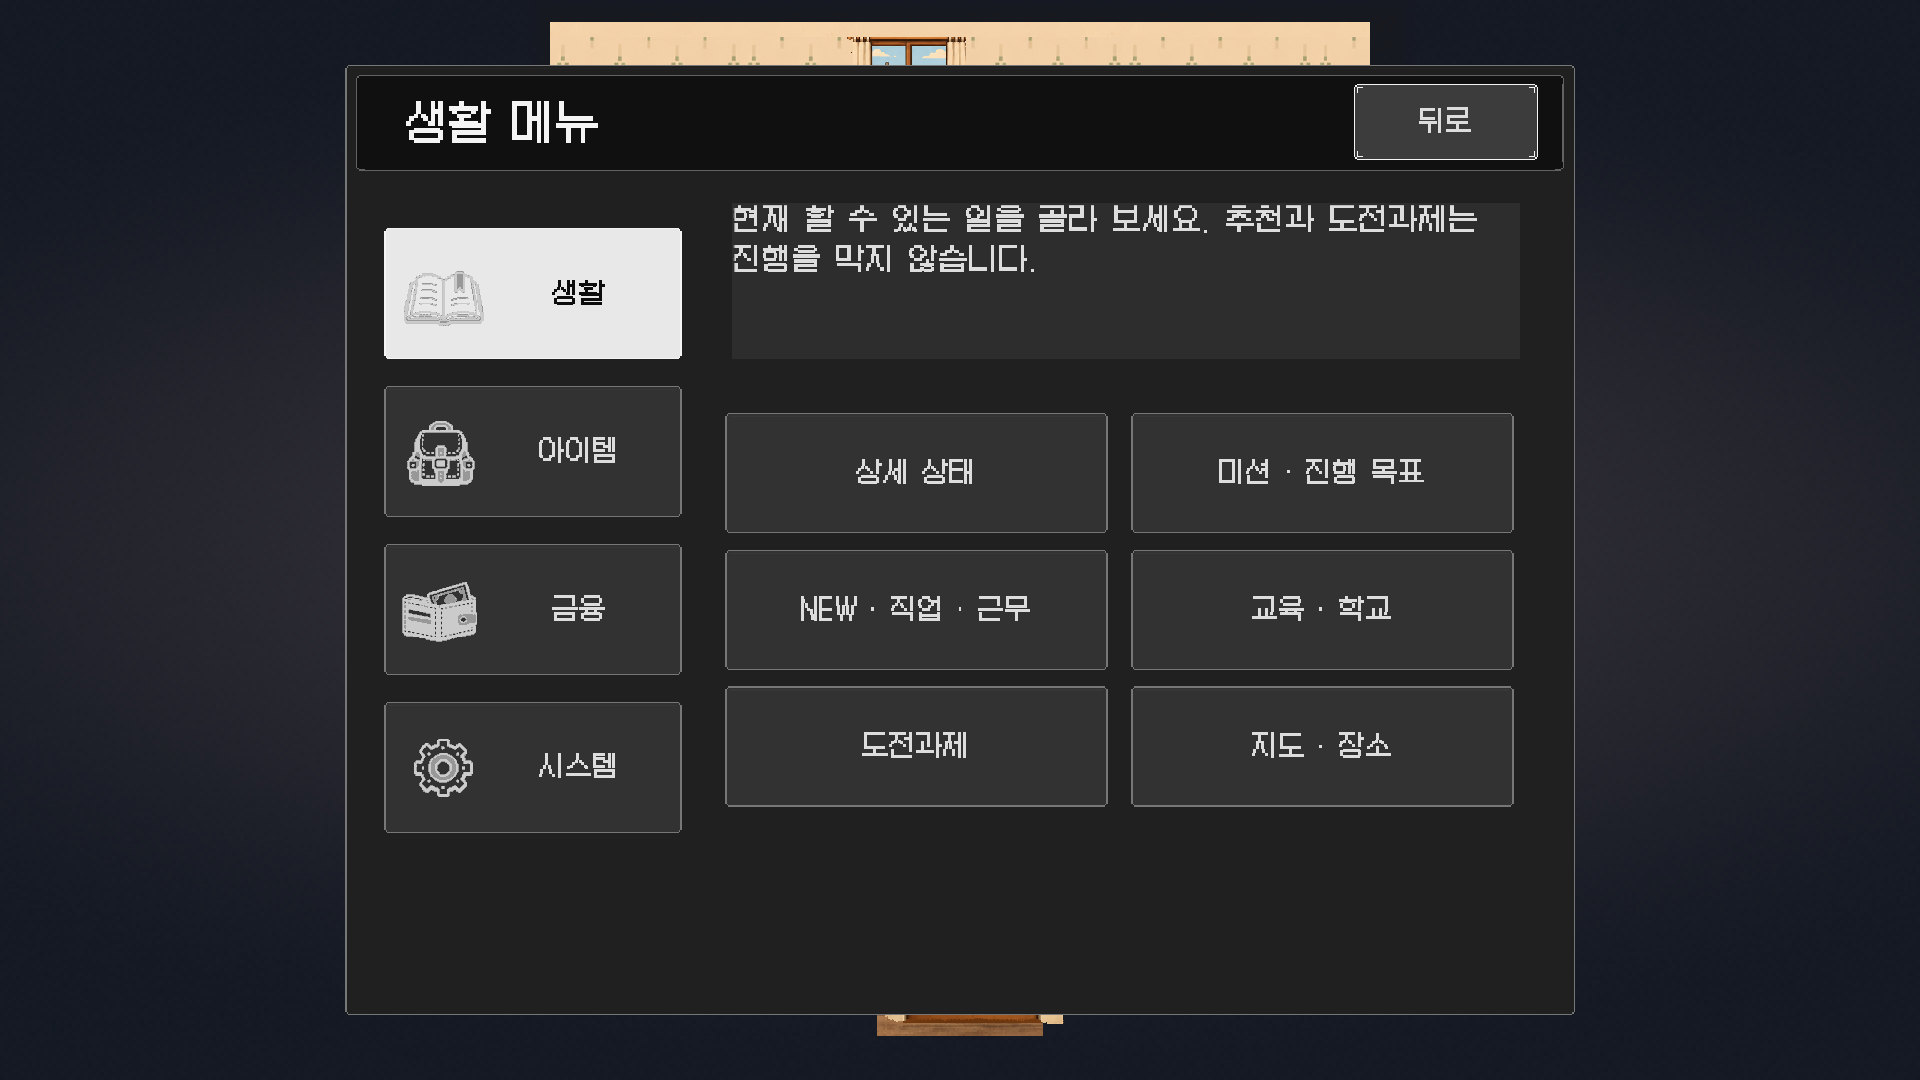 생활 메뉴
뒤로
현재 할 수 있는 일을 골라 보세요. 추천과 도전과제는
진행을 막지 않습니다.
생활
아이템
금융
시스템
상세 상태
미션 · 진행 목표
NEW · 직업 · 근무
교육 · 학교
도전과제
지도 · 장소